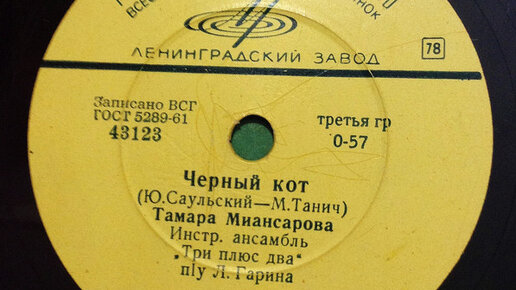 ЛЕНИНГРАДСКИЙ ЗАВОД
78
Записано ВСГ
ГОСТ 5289-61
43123
третья гр
0-57
Черный кот
(Ю.Саульский—М.Танич)
Тамара Миансарова
Инстр. ансамбль
„Три плюс два“
п/у Л. Гарина